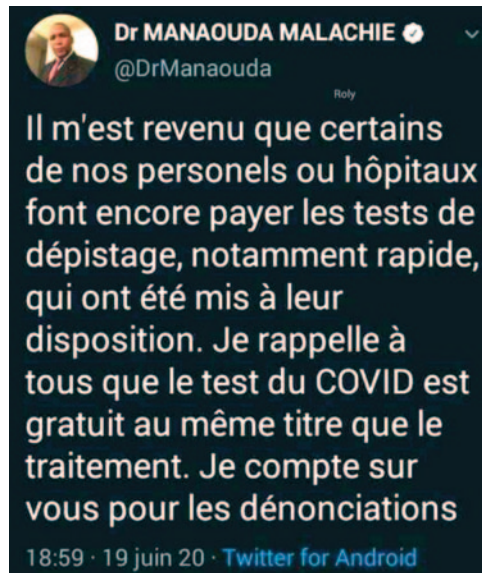 Dr MANAOUDA MALACHIE
@DrManaouda
Roly
Il m'est revenu que certains
de nos personels ou hôpitaux
font encore payer les tests de
dépistage, notamment rapide,
qui ont été mis à leur
disposition. Je rappelle à
tous que le test du COVID est
gratuit au même titre que le
traitement. Je compte sur
vous pour les dénonciations
18:59 · 19 juin 20 · Twitter for Android